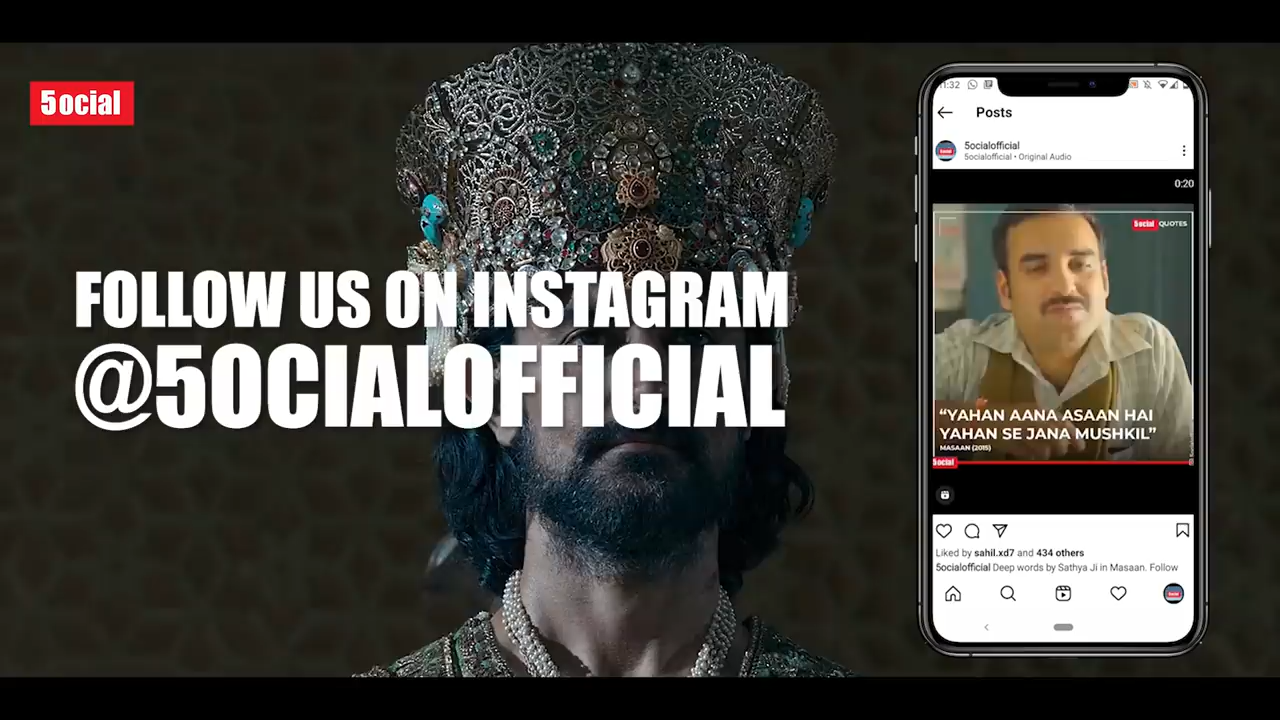 5ocial
FOLLOW US ON INSTAGRAM
@5OCIALOFFICIAL
11:32
Posts
5ocialofficial
5ocialofficial • Original Audio
0:20
5ocial QUOTES
“YAHAN AANA ASAAN HAI
YAHAN SE JANA MUSHKIL”
MASAAN (2015)
5ocial
Liked by sahil.xd7 and 434 others
5ocialofficial Deep words by Sathya Ji in Masaan. Follow